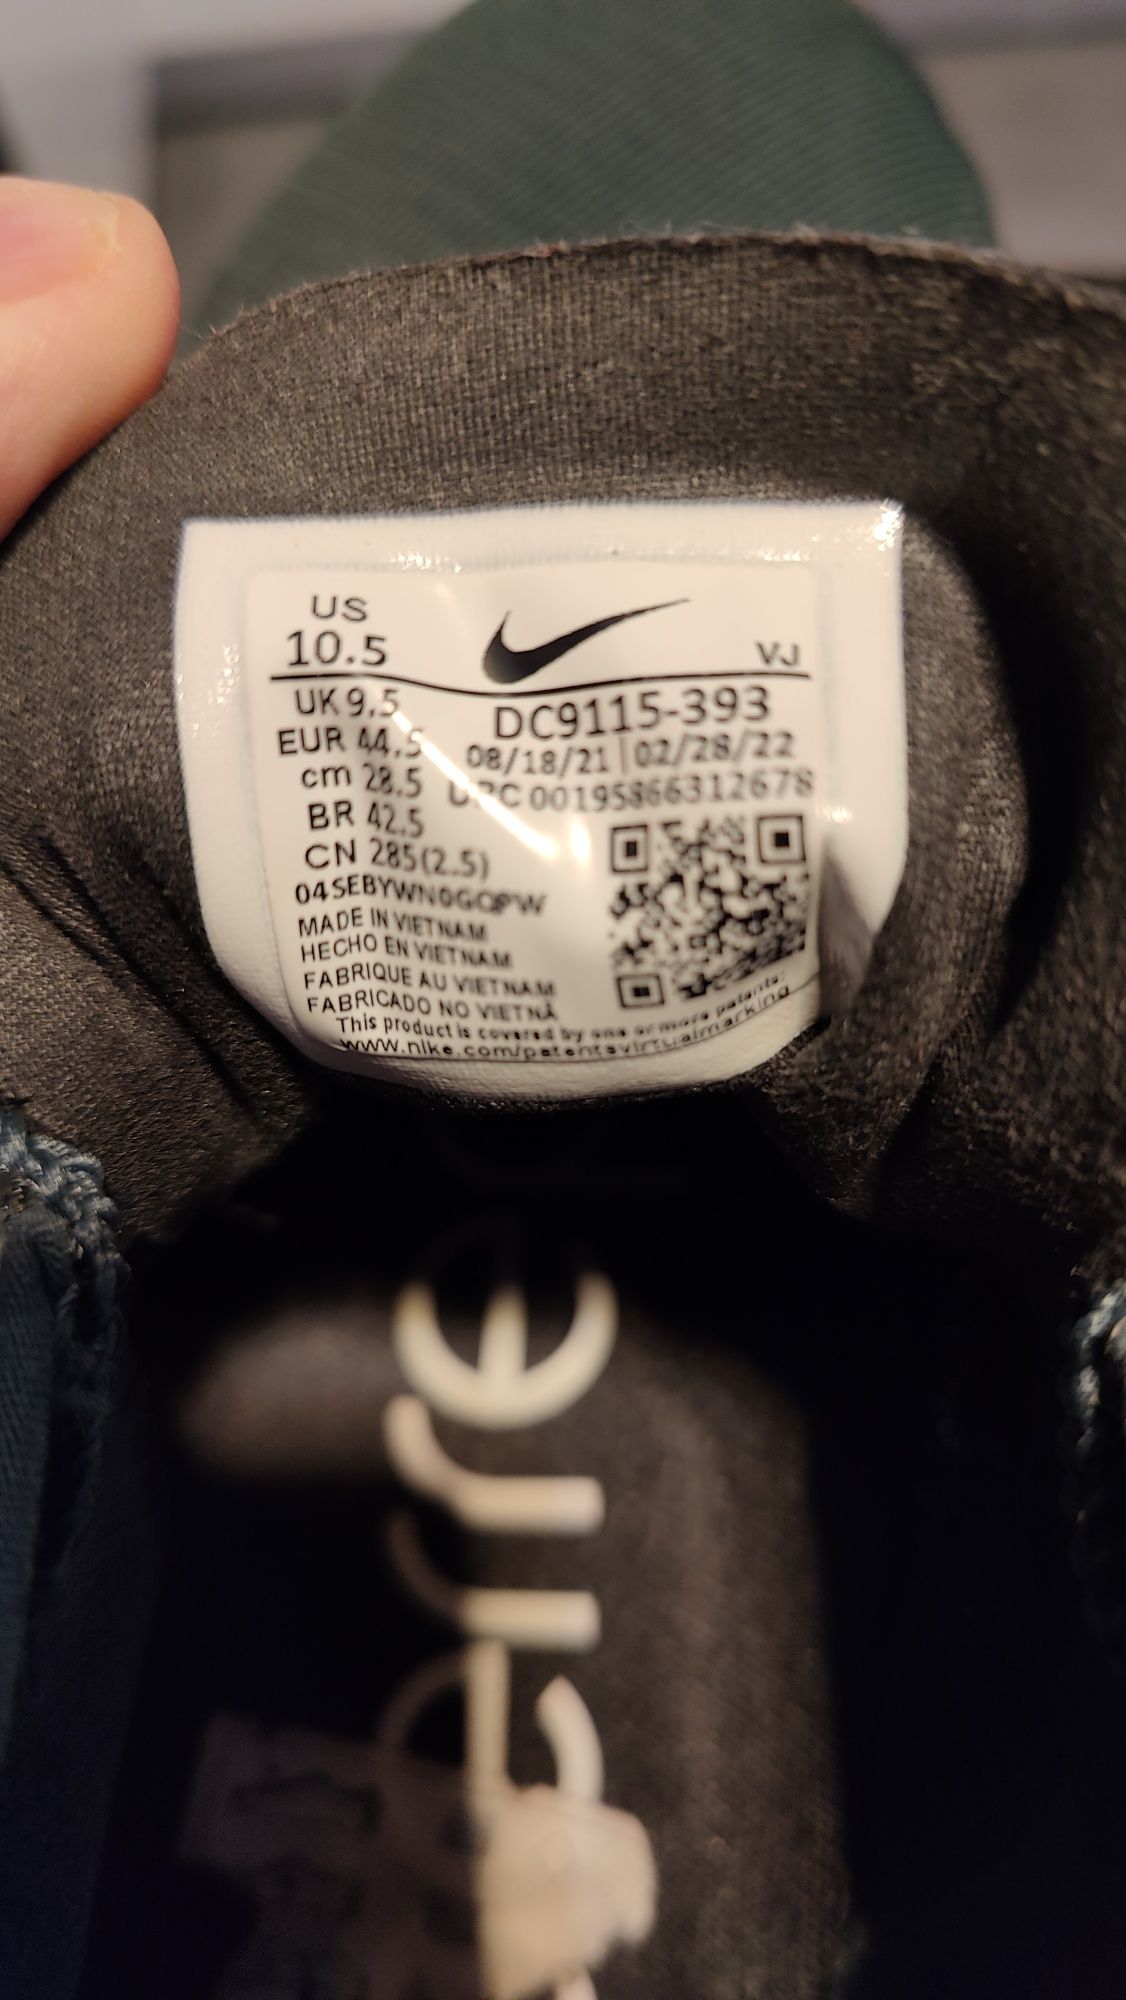 US
10.5
VJ
UK 9.5
DC9115-393
EUR 44.5
08/18/21 | 02/28/22
cm 28.5
UPC 00195866312678
BR 42.5
CN 285(2.5)
MADE IN VIETNAM
HECHO EN VIETNAM
FABRIQUE AU VIETNAM
FABRICADO NO VIETNÃ
This product is covered by one or more patents:
www.nike.com/patentsvirtualmarking